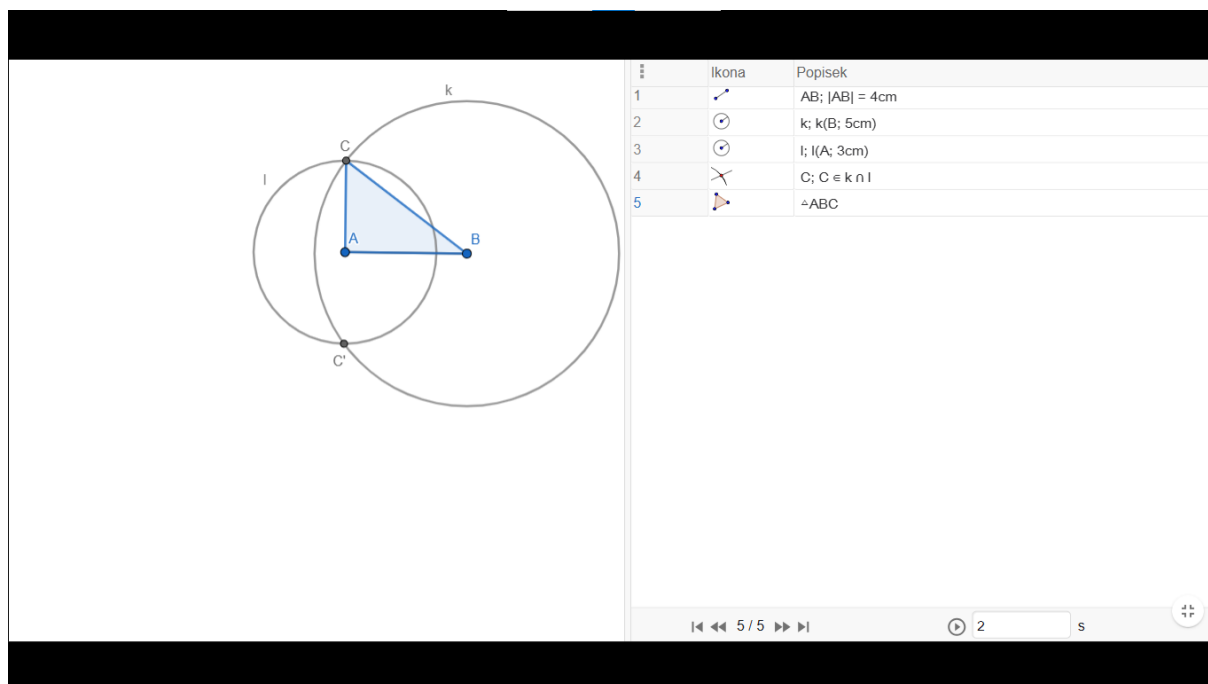 k
C
l
A
B
C'
Ikona Popisek
1 AB; |AB| = 4cm
2 k; k(B; 5cm)
3 l; l(A; 3cm)
4 C; C ∈ k ∩ l
5 △ABC
5 / 5 2 s